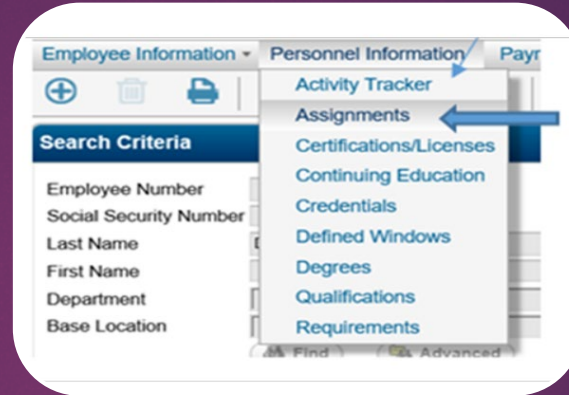 Employee Information Personnel Information Payr
Activity Tracker
Assignments
Search Criteria
Certifications/Licenses
Continuing Education
Employee Number
Credentials
Social Security Number
Last Name
Defined Windows
First Name
Degrees
Department
Qualifications
Base Location
Requirements
Find Advanced